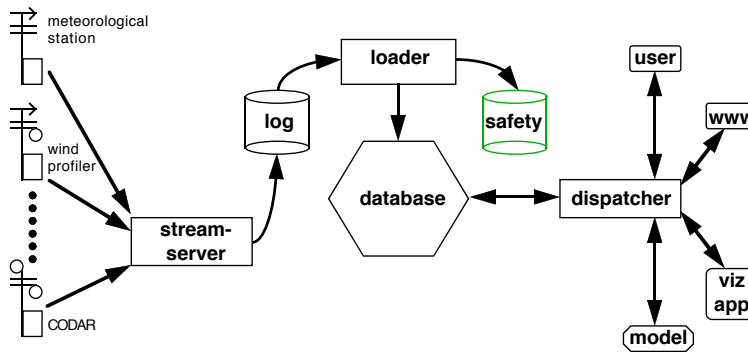 meteorological
station
wind
profiler
CODAR
stream-
server
log
loader
safety
database
dispatcher
user
www
viz
app
model